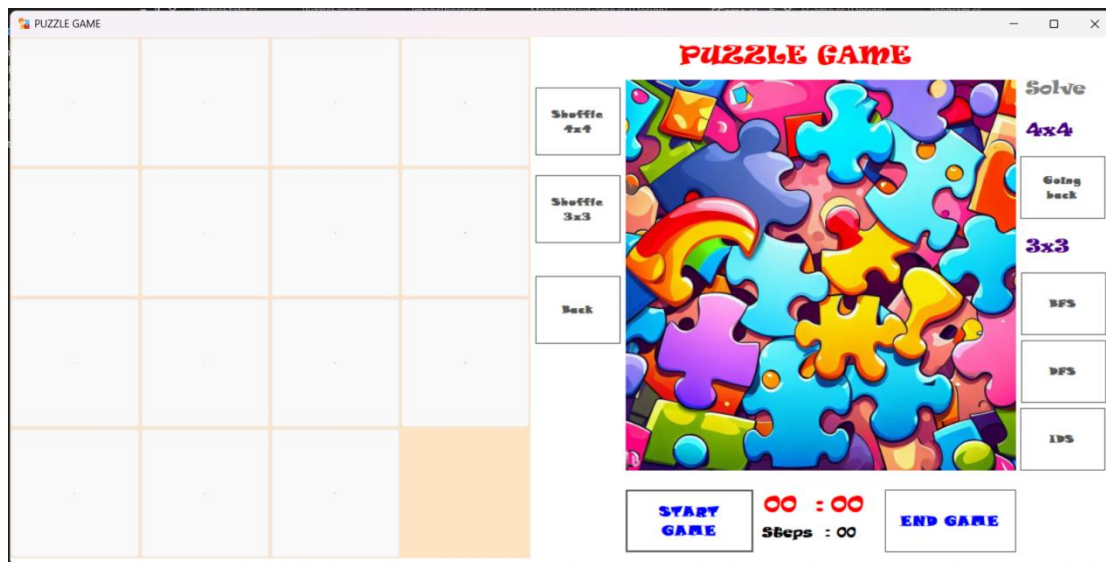 PUZZLE GAME
PUZZLE GAME
Shuffle
4x4
Shuffle
3x3
Back
Solve
4x4
Going
back
3x3
BFS
DFS
IDS
START
GAME
00 : 00
Steps : 00
END GAME